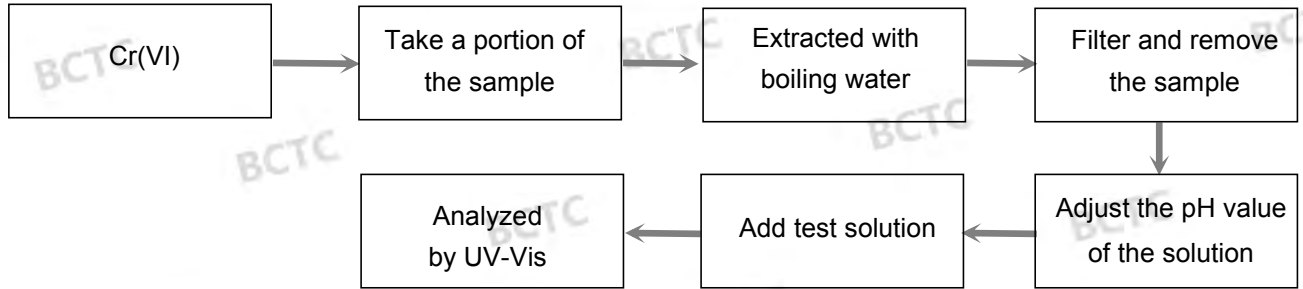 Cr(VI)
Take a portion of
the sample
Extracted with
boiling water
Filter and remove
the sample
Adjust the pH value
of the solution
Add test solution
Analyzed
by UV-Vis
BCTC
BCTC
BCTC
BCTC
BCTC
BCTC